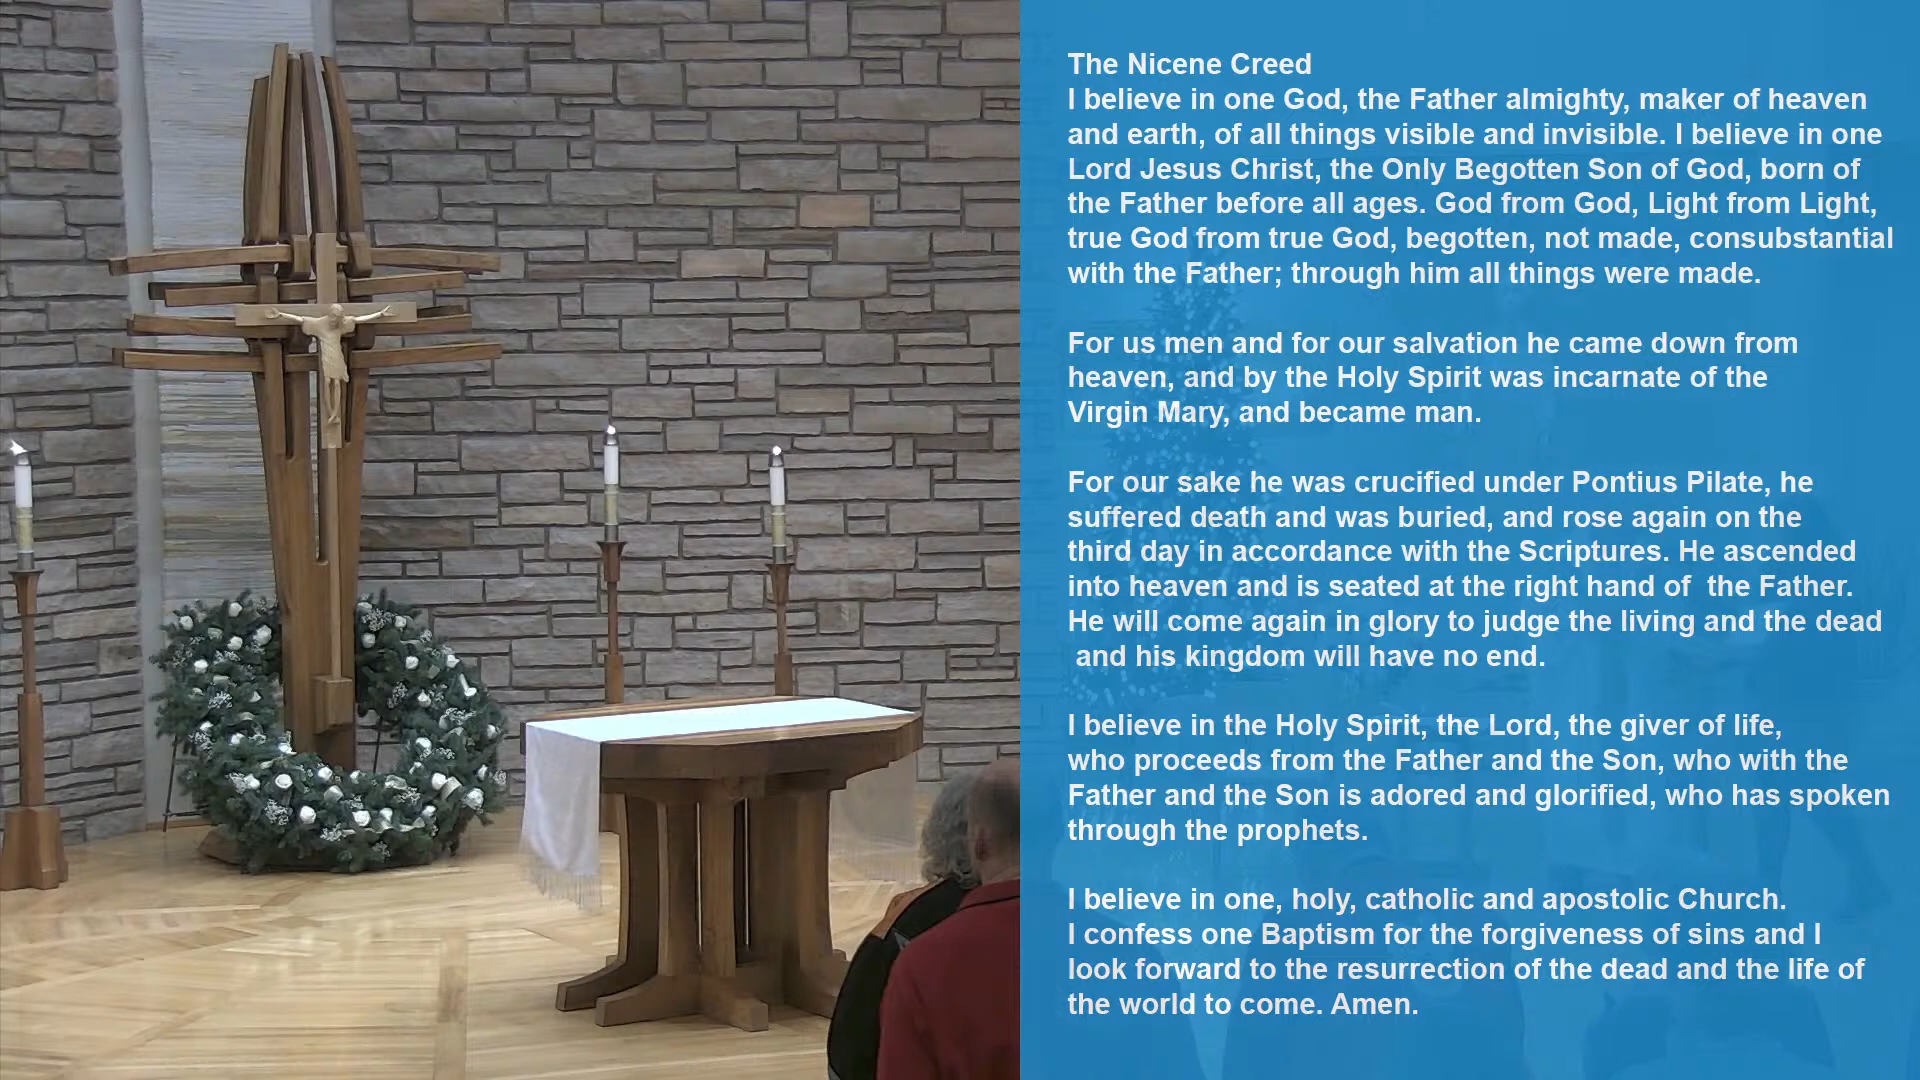 The Nicene Creed
I believe in one God, the Father almighty, maker of heaven
and earth, of all things visible and invisible. I believe in one
Lord Jesus Christ, the Only Begotten Son of God, born of
the Father before all ages. God from God, Light from Light,
true God from true God, begotten, not made, consubstantial
with the Father; through him all things were made.
For us men and for our salvation he came down from
heaven, and by the Holy Spirit was incarnate of the
Virgin Mary, and became man.
For our sake he was crucified under Pontius Pilate, he
suffered death and was buried, and rose again on the
third day in accordance with the Scriptures. He ascended
into heaven and is seated at the right hand of  the Father.
He will come again in glory to judge the living and the dead
and his kingdom will have no end.
I believe in the Holy Spirit, the Lord, the giver of life,
who proceeds from the Father and the Son, who with the
Father and the Son is adored and glorified, who has spoken
through the prophets.
I believe in one, holy, catholic and apostolic Church.
I confess one Baptism for the forgiveness of sins and I
look forward to the resurrection of the dead and the life of
the world to come. Amen.